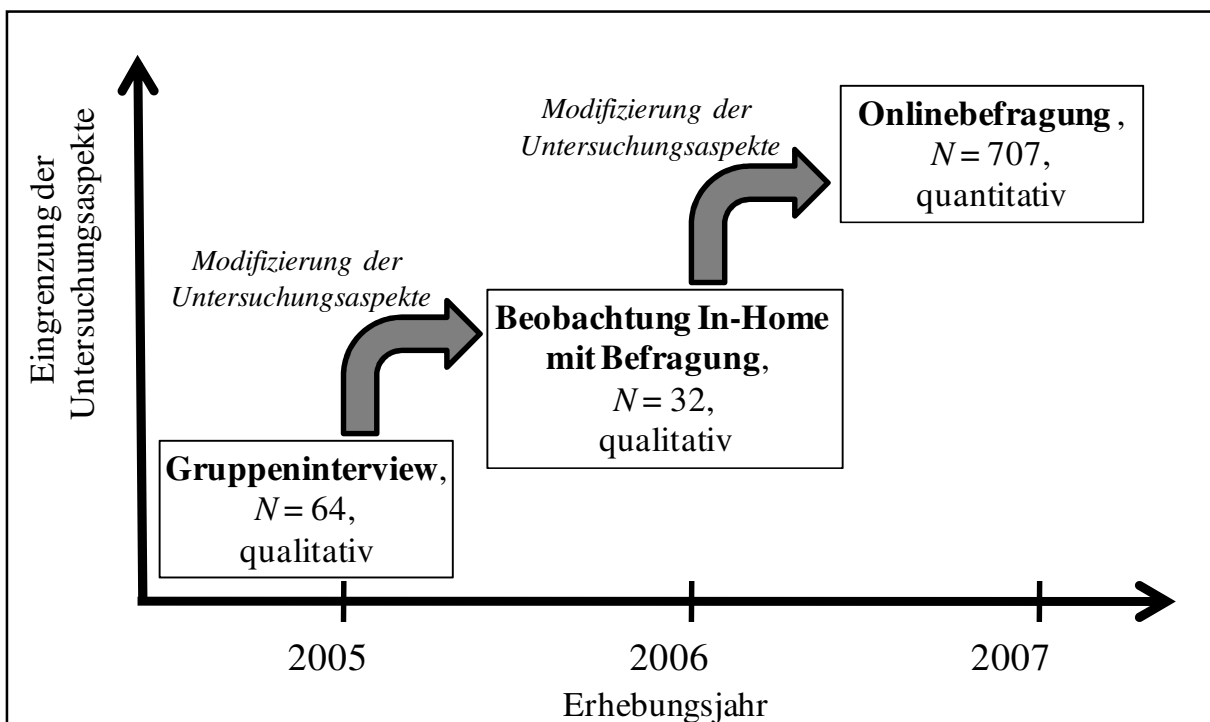 Eingrenzung der
Untersuchungsaspekte
Modifizierung der
Untersuchungsaspekte
Modifizierung der
Untersuchungsaspekte
Onlinebefragung ,
N = 707,
quantitativ
Beobachtung In-Home
mit Befragung,
N = 32,
qualitativ
Gruppeninterview,
N = 64,
qualitativ
2005
2006
2007
Erhebungsjahr